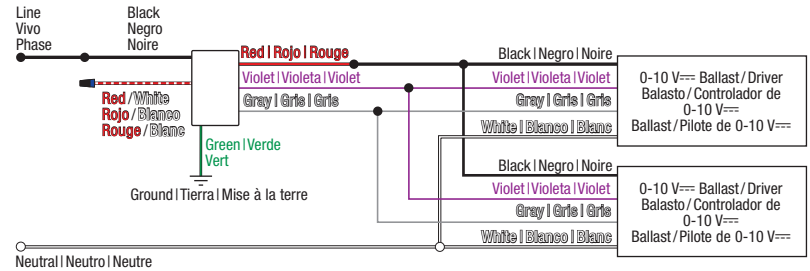 Line
Vivo
Phase
Black
Negro
Noire
Red | Rojo | Rouge
Violet | Violeta | Violet
Gray | Gris | Gris
Red / White
Rojo / Blanco
Rouge / Blanc
Green | Verde
Vert
Ground | Tierra | Mise à la terre
Neutral | Neutro | Neutre
Black | Negro | Noire
Violet | Violeta | Violet
Gray | Gris | Gris
White | Blanco | Blanc
0-10 V⎓ Ballast / Driver
Balasto / Controlador de
0-10 V⎓
Ballast / Pilote de 0-10 V⎓
Black | Negro | Noire
Violet | Violeta | Violet
Gray | Gris | Gris
White | Blanco | Blanc
0-10 V⎓ Ballast / Driver
Balasto / Controlador de
0-10 V⎓
Ballast / Pilote de 0-10 V⎓